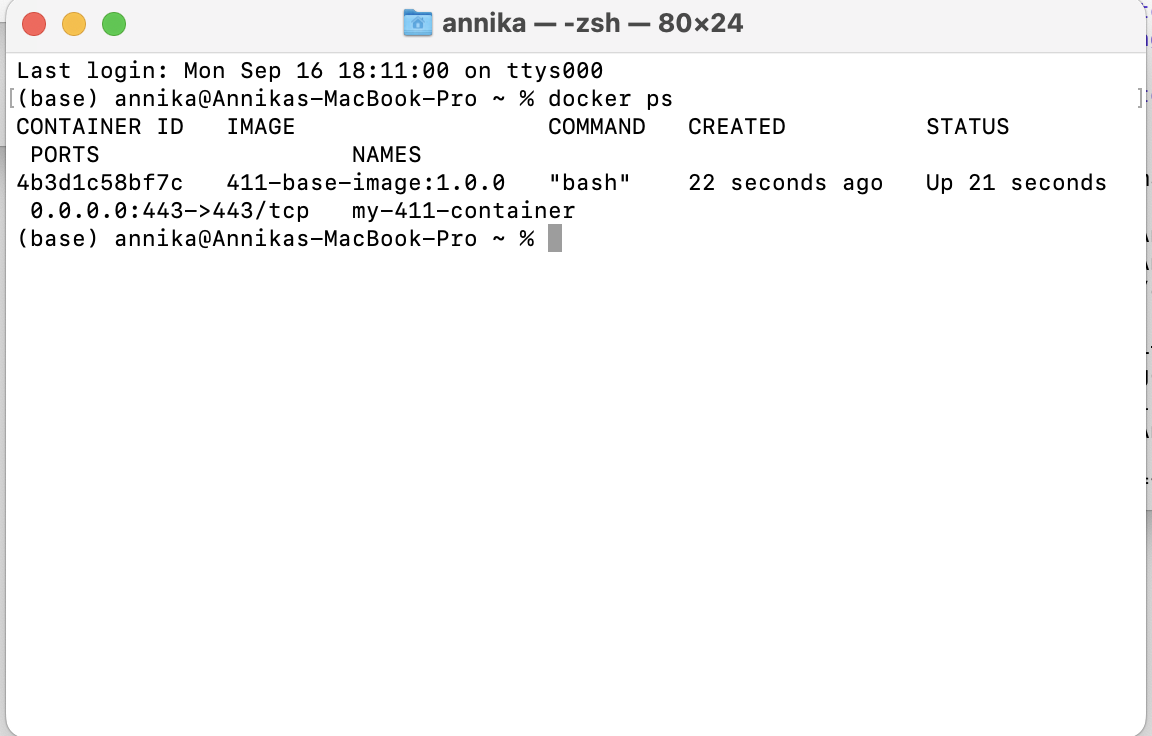 annika — -zsh — 80×24
Last login: Mon Sep 16 18:11:00 on ttys000
[(base) annika@Annikas-MacBook-Pro ~ % docker ps ]
CONTAINER ID   IMAGE                  COMMAND   CREATED          STATUS
 PORTS                  NAMES
4b3d1c58bf7c   411-base-image:1.0.0   "bash"    22 seconds ago   Up 21 seconds
 0.0.0.0:443->443/tcp   my-411-container
(base) annika@Annikas-MacBook-Pro ~ %